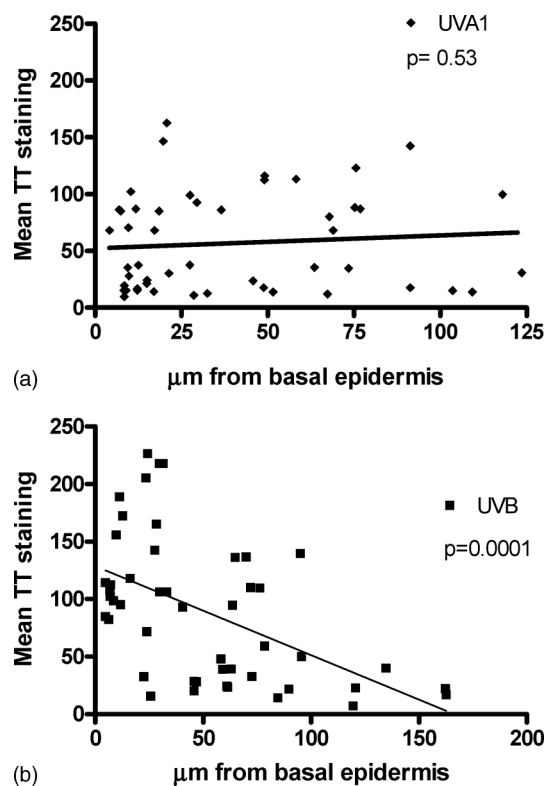 UVA1
p= 0.53
250
200
150
100
50
0
Mean TT staining
0 25 50 75 100 125
(a)
μm from basal epidermis
250
200
150
100
50
0
Mean TT staining
UVB
p=0.0001
0 50 100 150 200
(b)
μm from basal epidermis